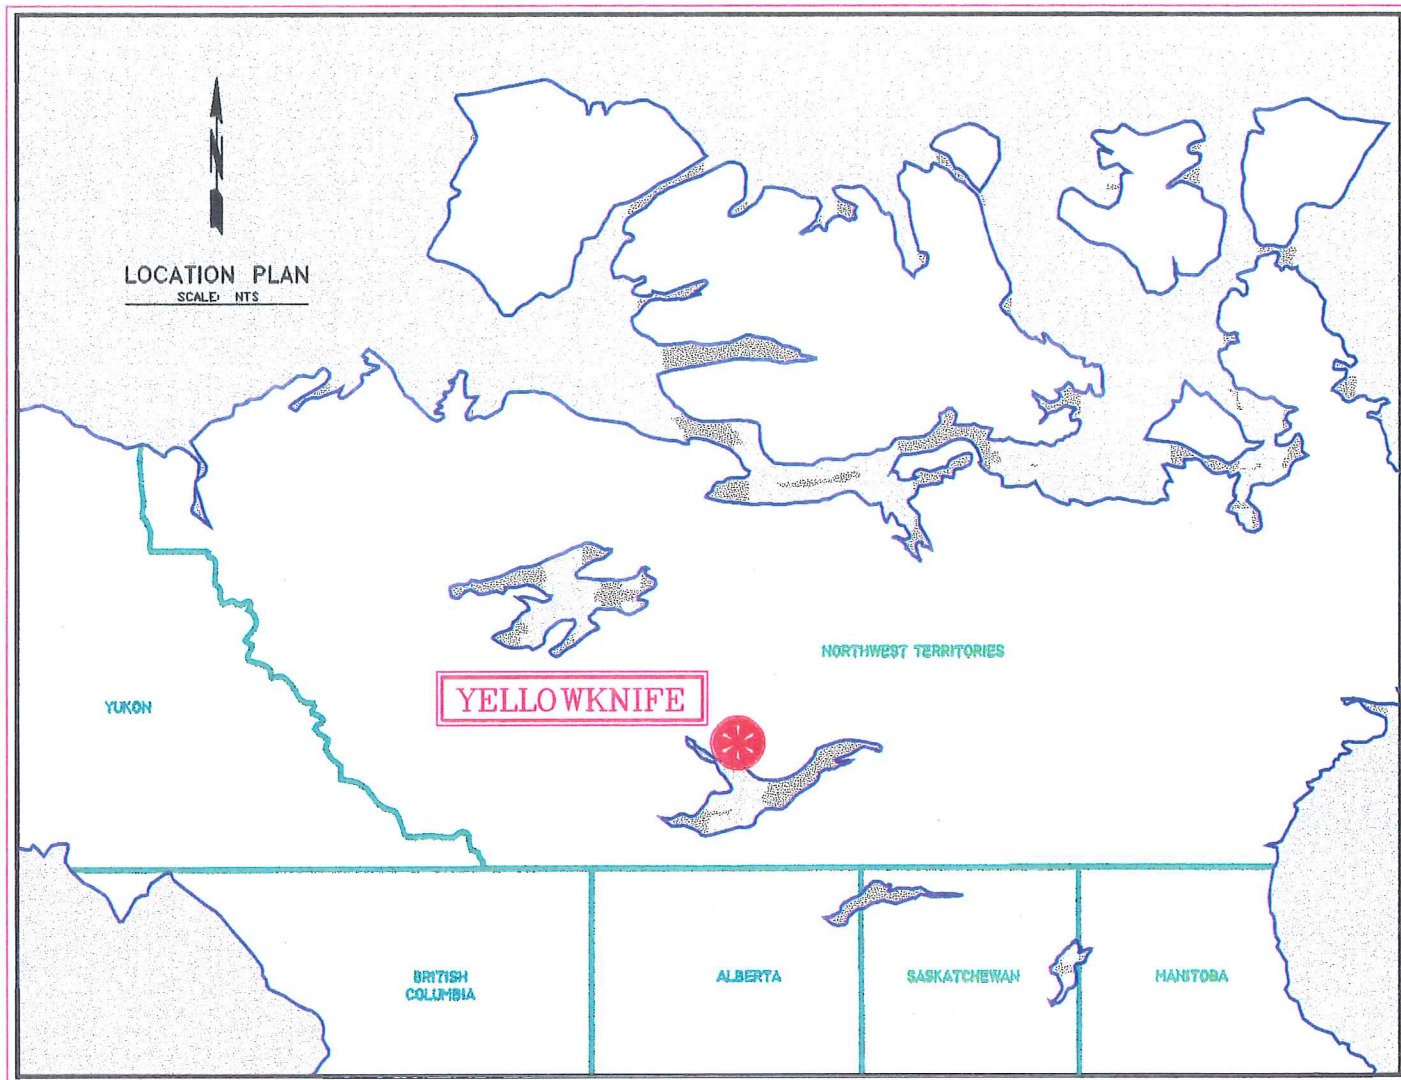 N
LOCATION PLAN
SCALE: NTS
NORTHWEST TERRITORIES
YELLOWKNIFE
YUKON
BRITISH
COLUMBIA
ALBERTA
SASKATCHEWAN
MANITOBA